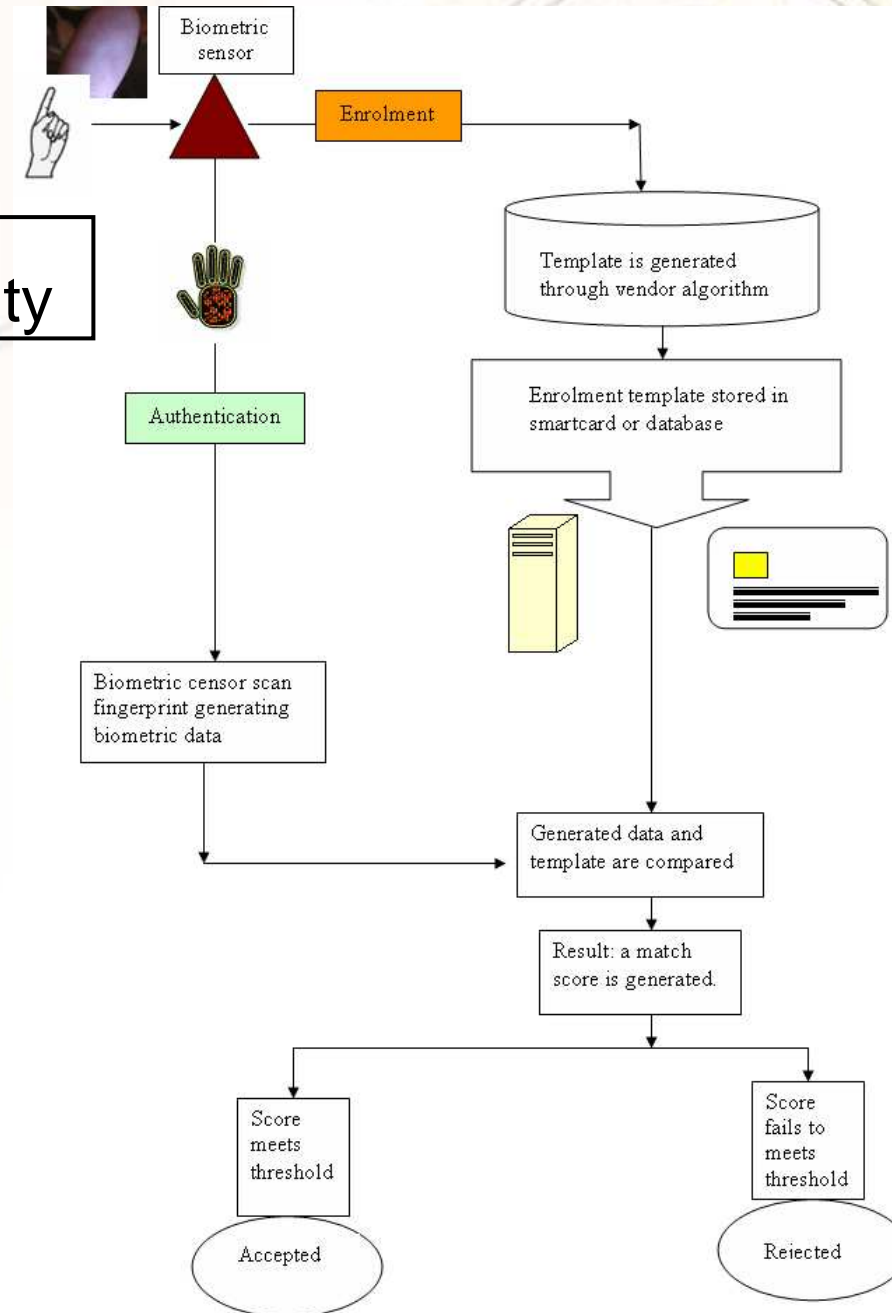 Biometric
sensor
Enrolment
ty
Template is generated
through vendor algorithm
Enrolment template stored in
smartcard or database
Authentication
Biometric censor scan
fingerprint generating
biometric data
Generated data and
template are compared
Result: a match
score is generated.
Score
meets
threshold
Score
fails to
meets
threshold
Accepted
Rejected